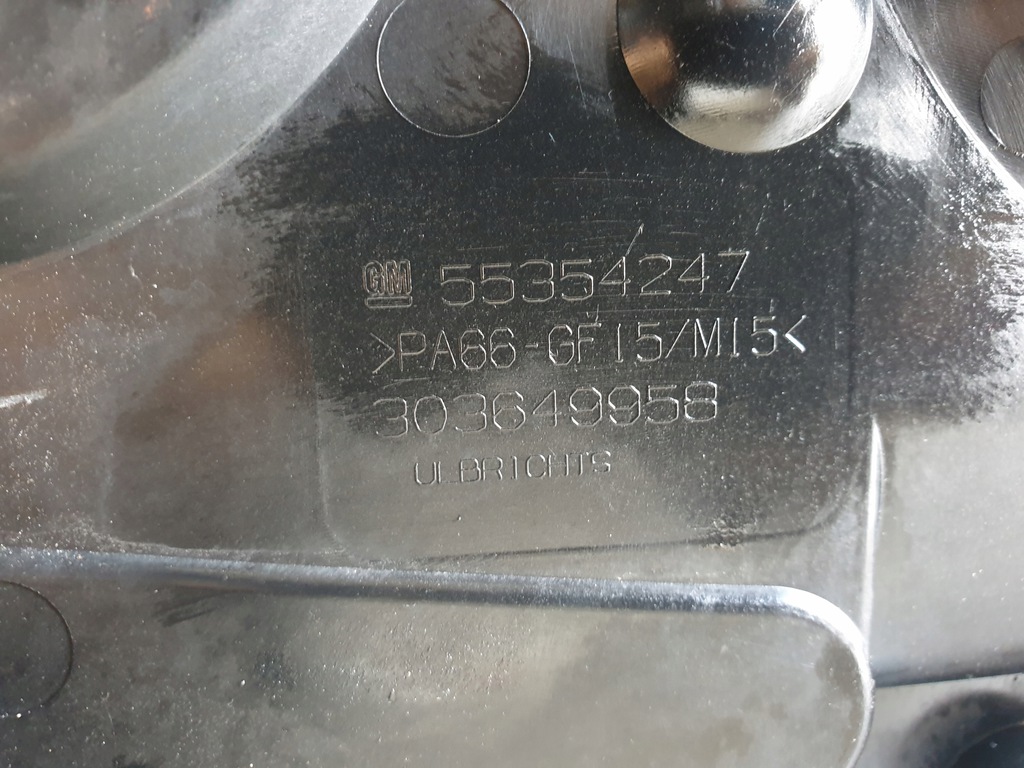 GM 55354247
>PA66-GF15/M15<
303649958
ULBRICHTS